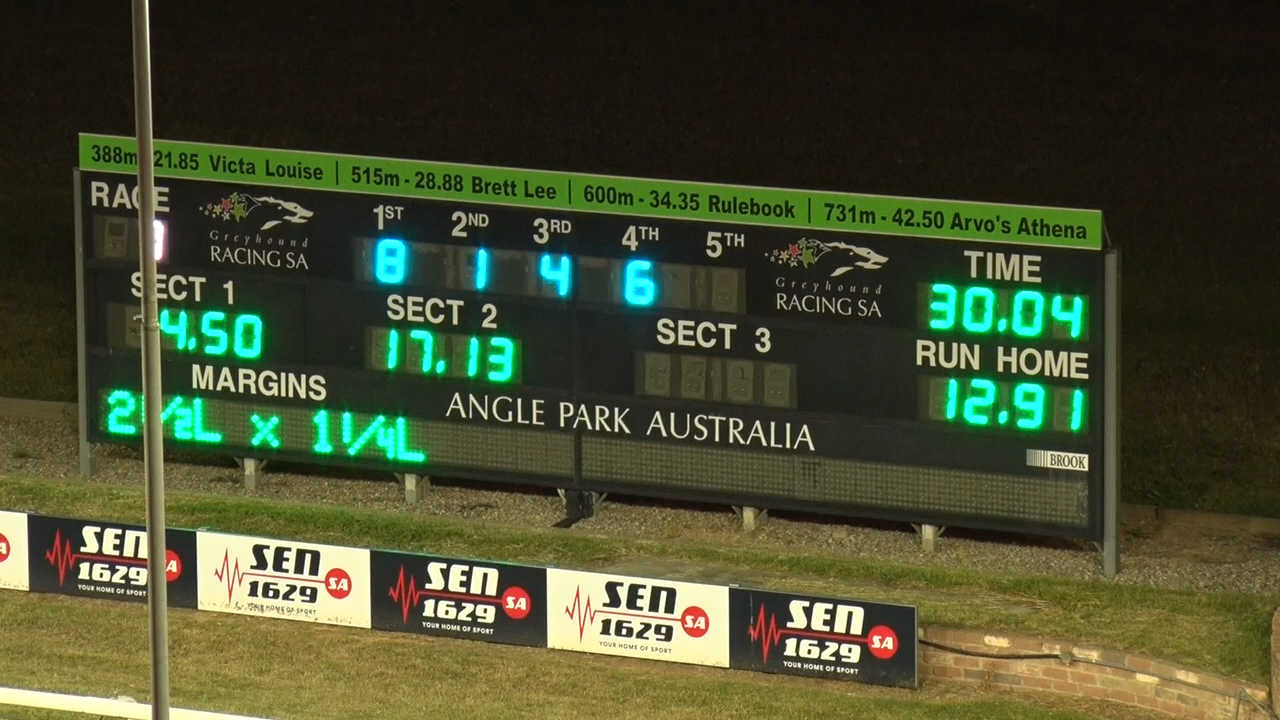 388m 21.85 Victa Louise | 515m - 28.88 Brett Lee | 600m - 34.35 Rulebook | 731m - 42.50 Arvo's Athena
RACE
1ST 2ND 3RD 4TH 5TH
Greyhound
RACING SA
8 1 4 6
Greyhound
RACING SA
TIME
30.04
SECT 1
4.50
SECT 2
17.13
SECT 3
RUN HOME
12.91
MARGINS
2 1/2L x 1 1/4L
ANGLE PARK AUSTRALIA
BROOK
SEN
1629
YOUR HOME OF SPORT
SEN
1629 SA
YOUR HOME OF SPORT
SEN
1629 SA
YOUR HOME OF SPORT
SEN
1629 SA
YOUR HOME OF SPORT
SEN
1629 SA
YOUR HOME OF SPORT